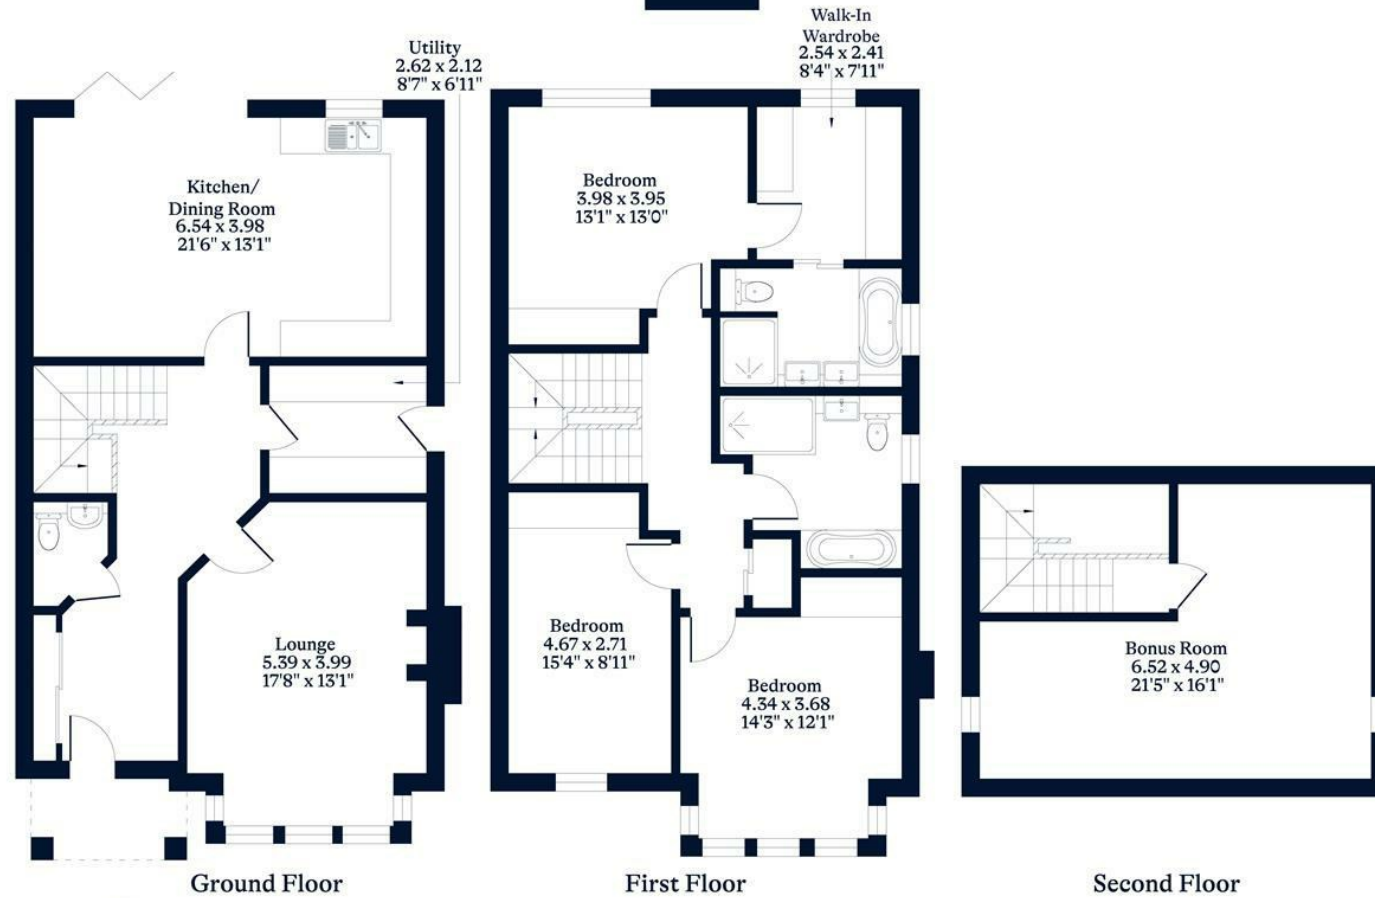 Utility
2.62 x 2.12
8'7" x 6'11"
Walk-In
Wardrobe
2.54 x 2.41
8'4" x 7'11"
Kitchen/
Dining Room
6.54 x 3.98
21'6" x 13'1"
Bedroom
3.98 x 3.95
13'1" x 13'0"
Lounge
5.39 x 3.99
17'8" x 13'1"
Bedroom
4.67 x 2.71
15'4" x 8'11"
Bedroom
4.34 x 3.68
14'3" x 12'1"
Bonus Room
6.52 x 4.90
21'5" x 16'1"
Ground Floor
First Floor
Second Floor